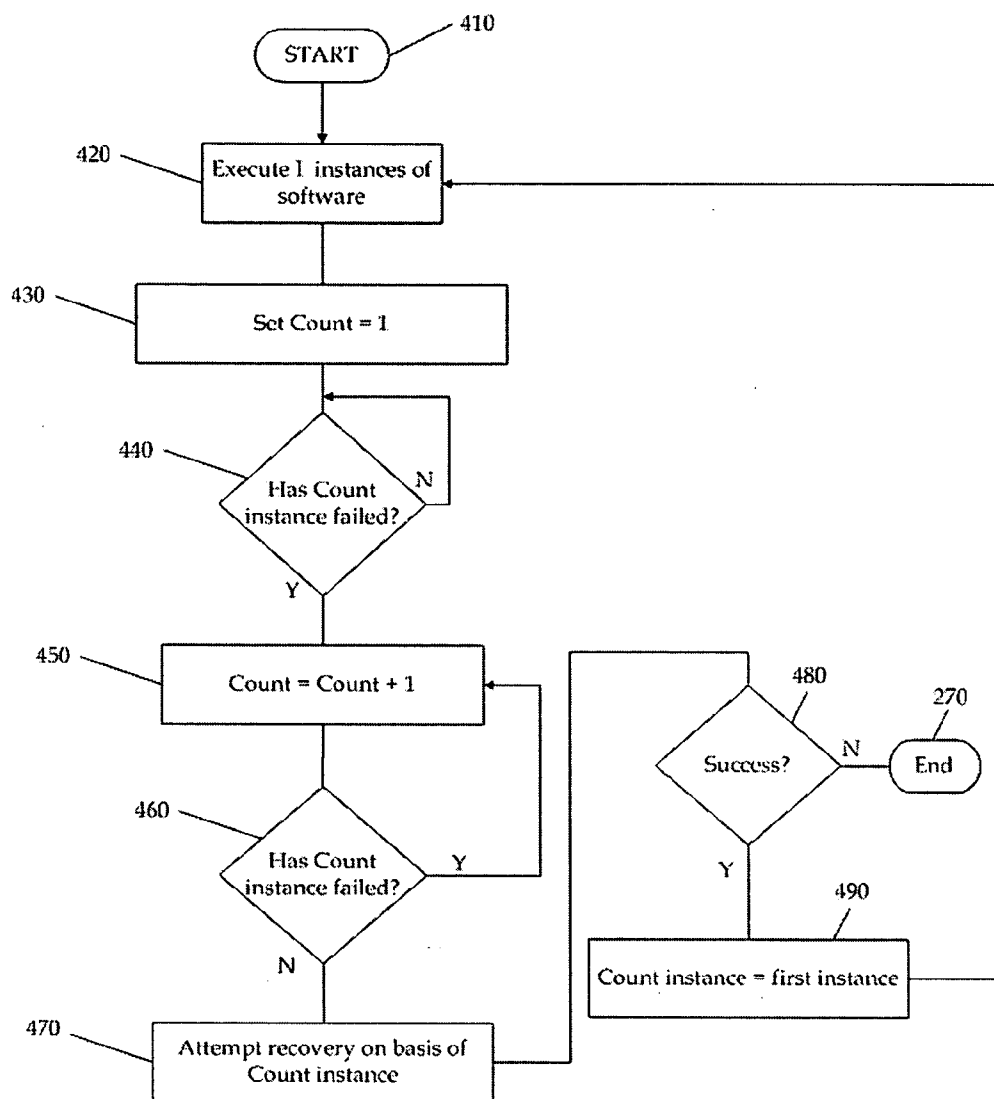 410
START
420
Execute I instances of
software
430
Set Count = 1
440
Has Count
instance failed?
N
Y
450
Count = Count + 1
460
Has Count
instance failed?
Y
N
470
Attempt recovery on basis of
Count instance
480
Success?
N
270
End
Y
490
Count instance = first instance